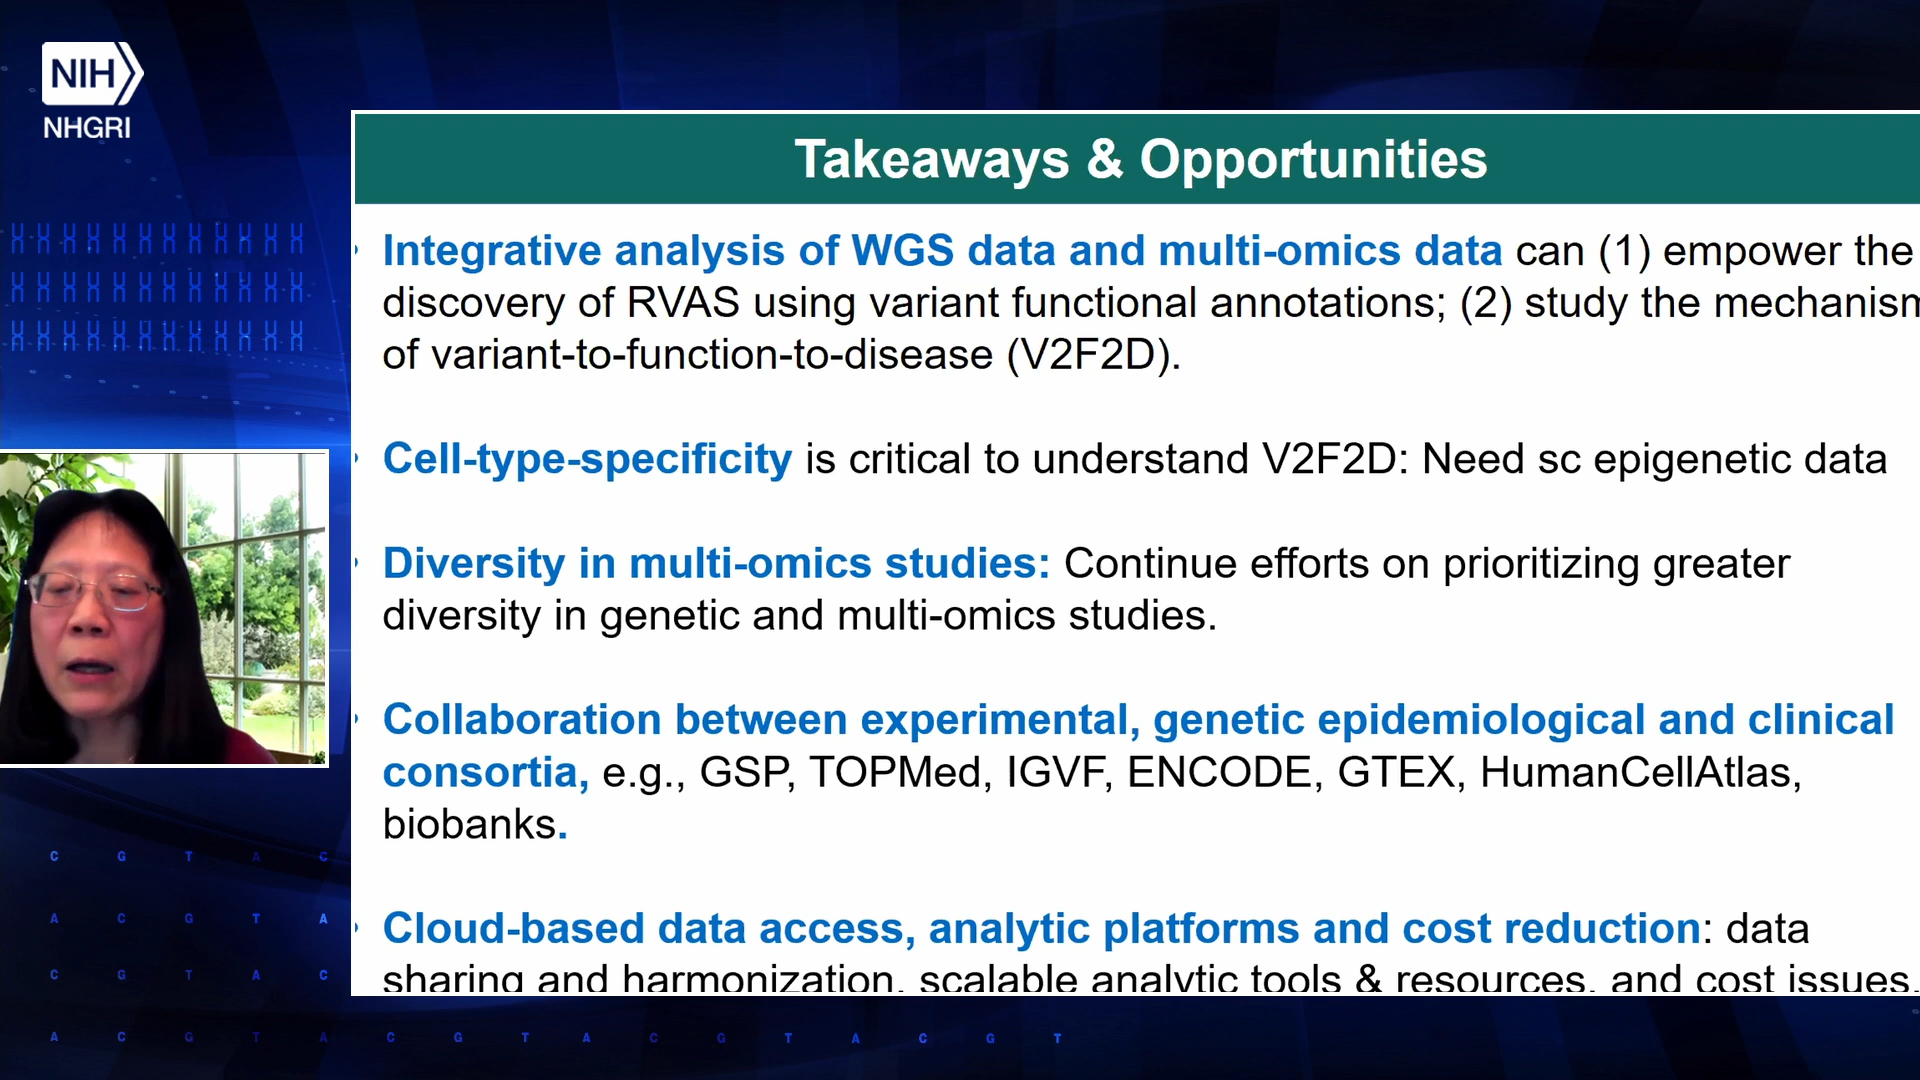 NIH
NHGRI
Takeaways & Opportunities
Integrative analysis of WGS data and multi-omics data can (1) empower the
discovery of RVAS using variant functional annotations; (2) study the mechanism
of variant-to-function-to-disease (V2F2D).
Cell-type-specificity is critical to understand V2F2D: Need sc epigenetic data
Diversity in multi-omics studies: Continue efforts on prioritizing greater
diversity in genetic and multi-omics studies.
Collaboration between experimental, genetic epidemiological and clinical
consortia, e.g., GSP, TOPMed, IGVF, ENCODE, GTEX, HumanCellAtlas,
biobanks.
Cloud-based data access, analytic platforms and cost reduction: data
sharing and harmonization, scalable analytic tools & resources, and cost issues.
C G T A C
A C G T A
C G T A C
A C G T A C G T A C G T A C G T